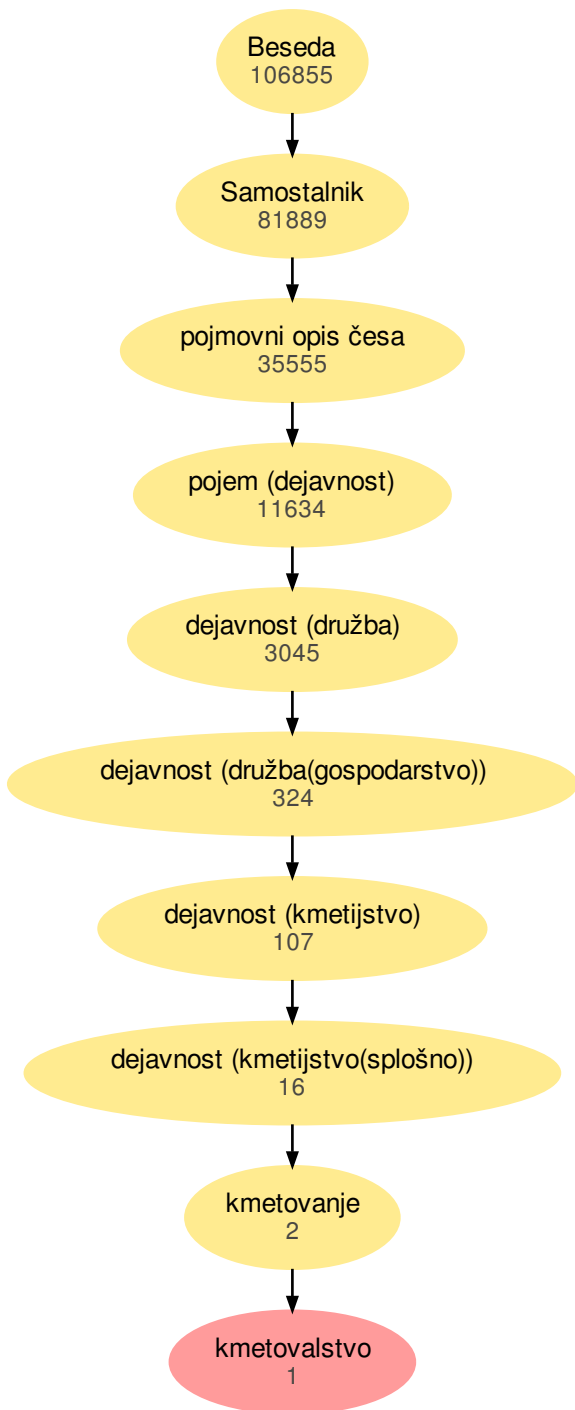 Beseda
106855
Samostalnik
81889
pojmovni opis česa
35555
pojem (dejavnost)
11634
dejavnost (družba)
3045
dejavnost (družba(gospodarstvo))
324
dejavnost (kmetijstvo)
107
dejavnost (kmetijstvo(splošno))
16
kmetovanje
2
kmetovalstvo
1